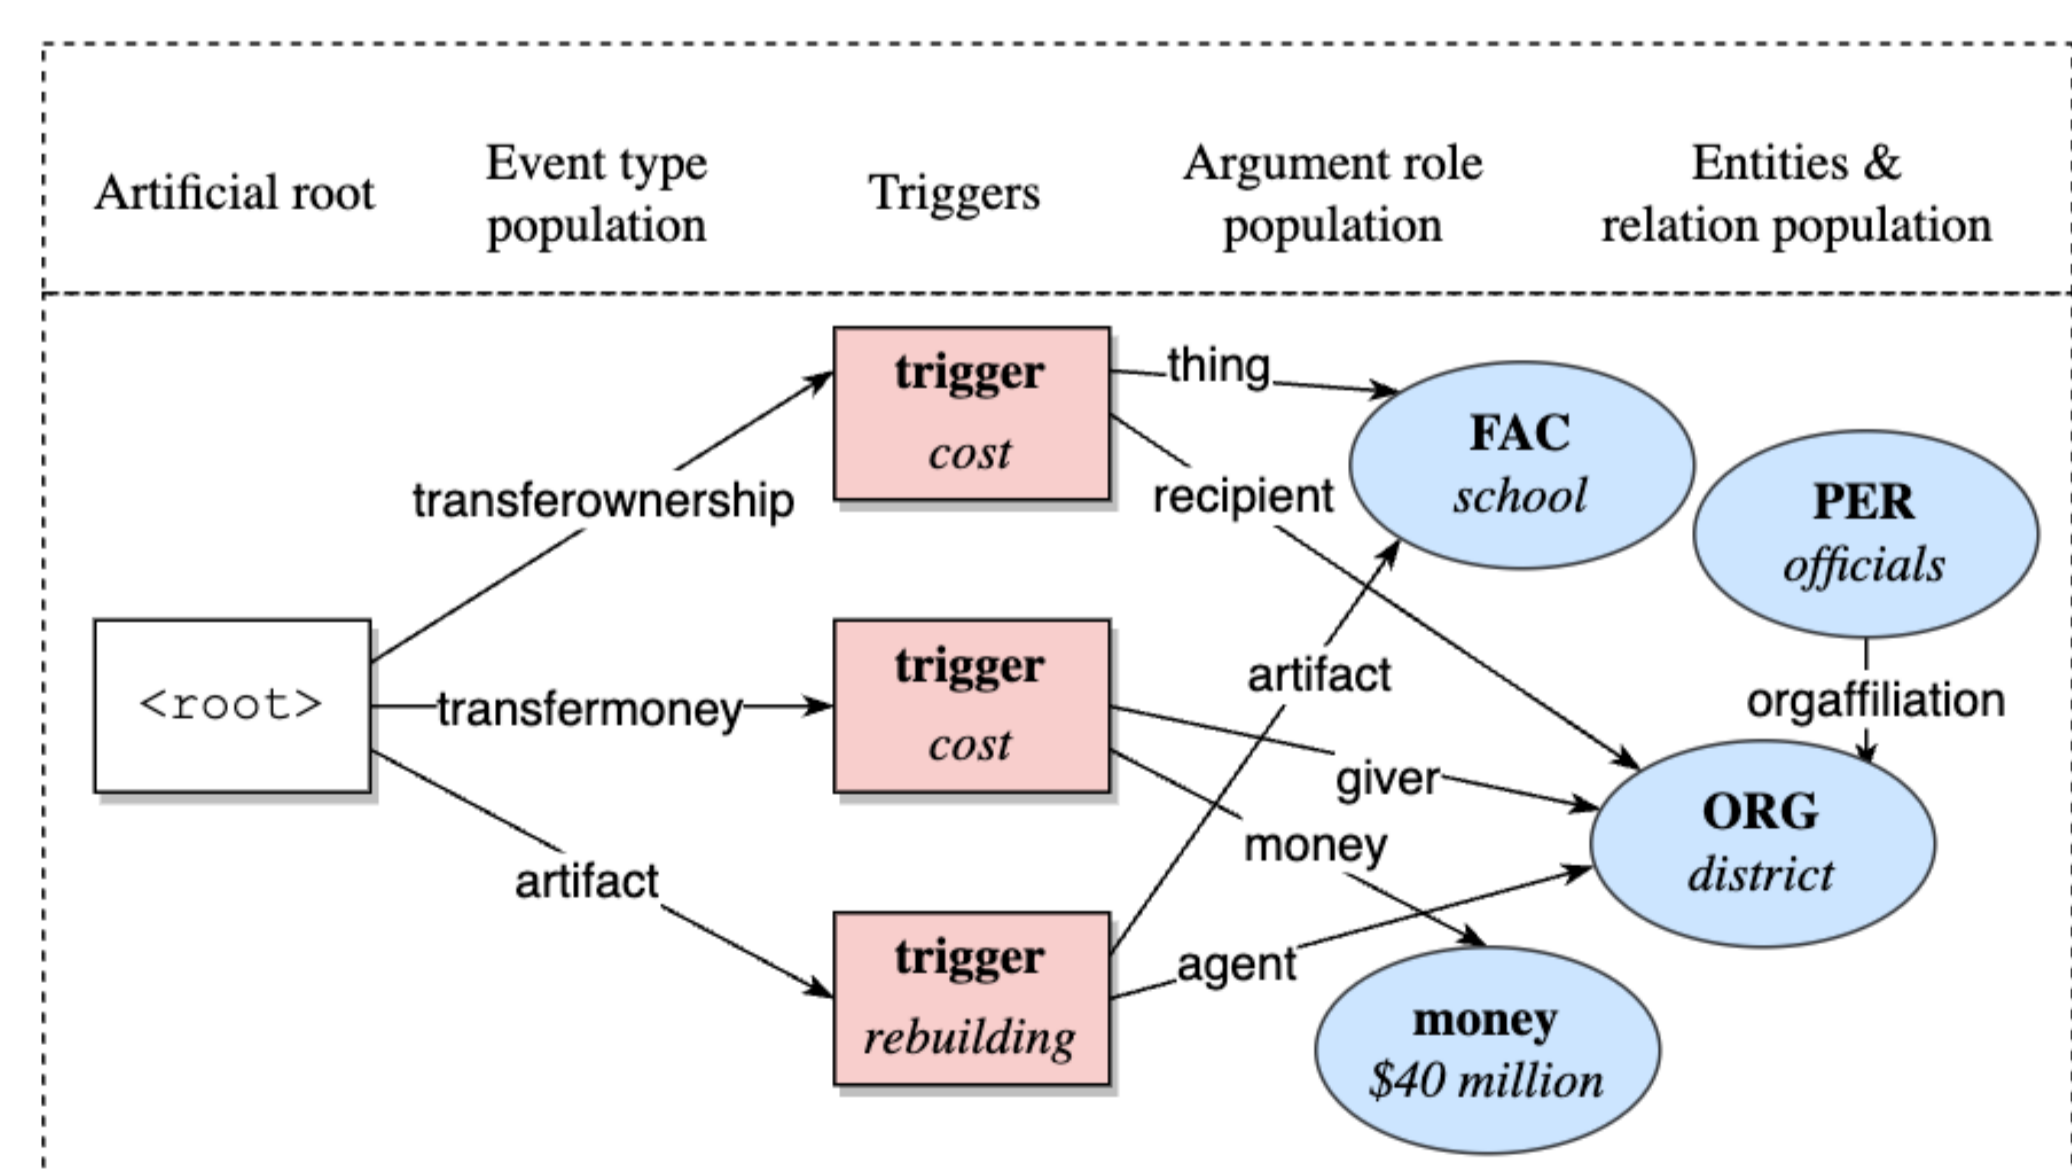 Artificial root
Event type
population
Triggers
Argument role
population
Entities &
relation population
trigger
cost
thing
FAC
school
transferownership
recipient
PER
officials
<root>
transfermoney
trigger
cost
artifact
orgaffiliation
giver
ORG
district
money
artifact
trigger
rebuilding
agent
money
$40 million